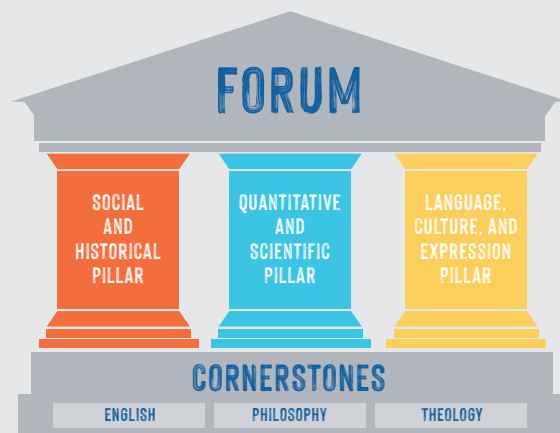 FORUM
SOCIAL
AND
HISTORICAL
PILLAR
QUANTITATIVE
AND
SCIENTIFIC
PILLAR
LANGUAGE,
CULTURE, AND
EXPRESSION
PILLAR
CORNERSTONES
ENGLISH
PHILOSOPHY
THEOLOGY